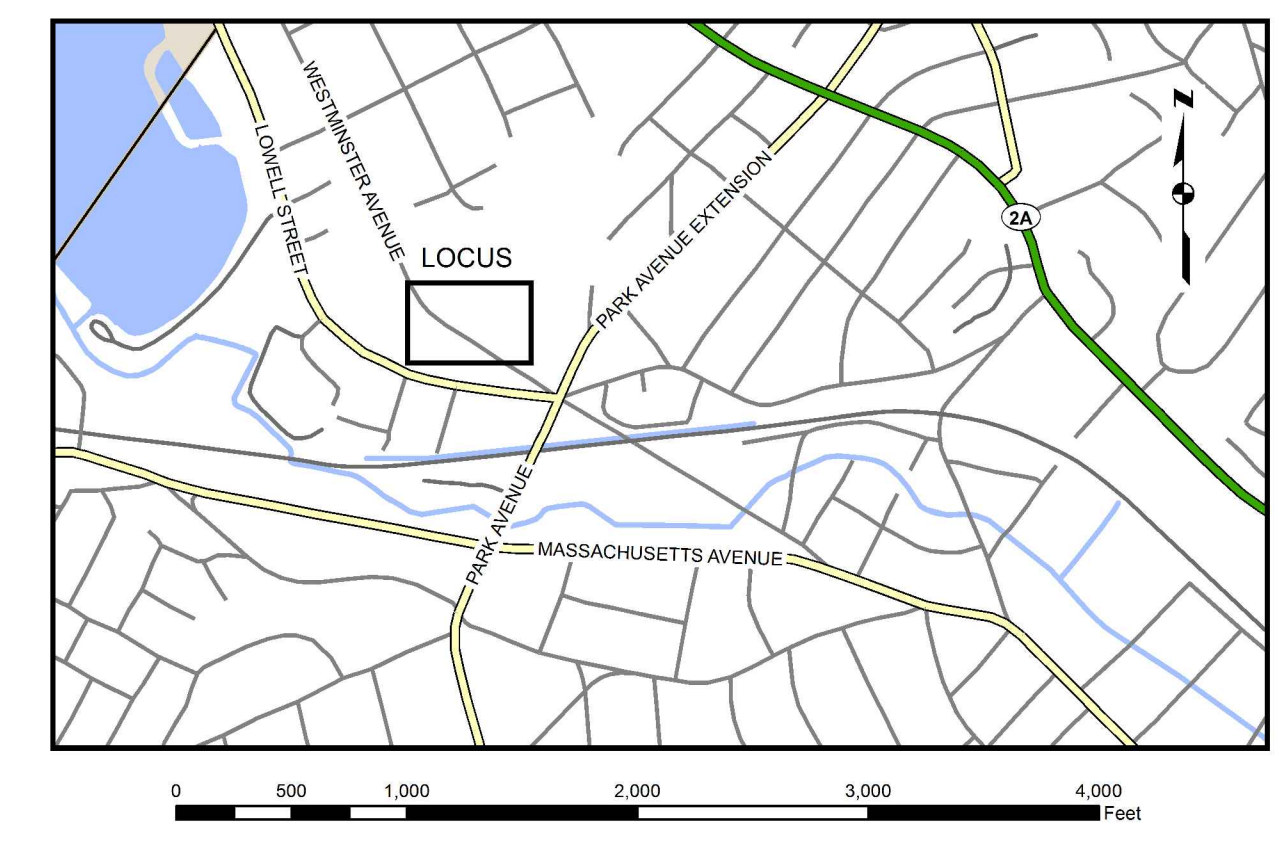 WESTMINSTER AVENUE
LOWELL STREET
N
PARK AVENUE EXTENSION
2A
LOCUS
PARK AVENUE
MASSACHUSETTS AVENUE
0 500 1,000 2,000 3,000 4,000
Feet